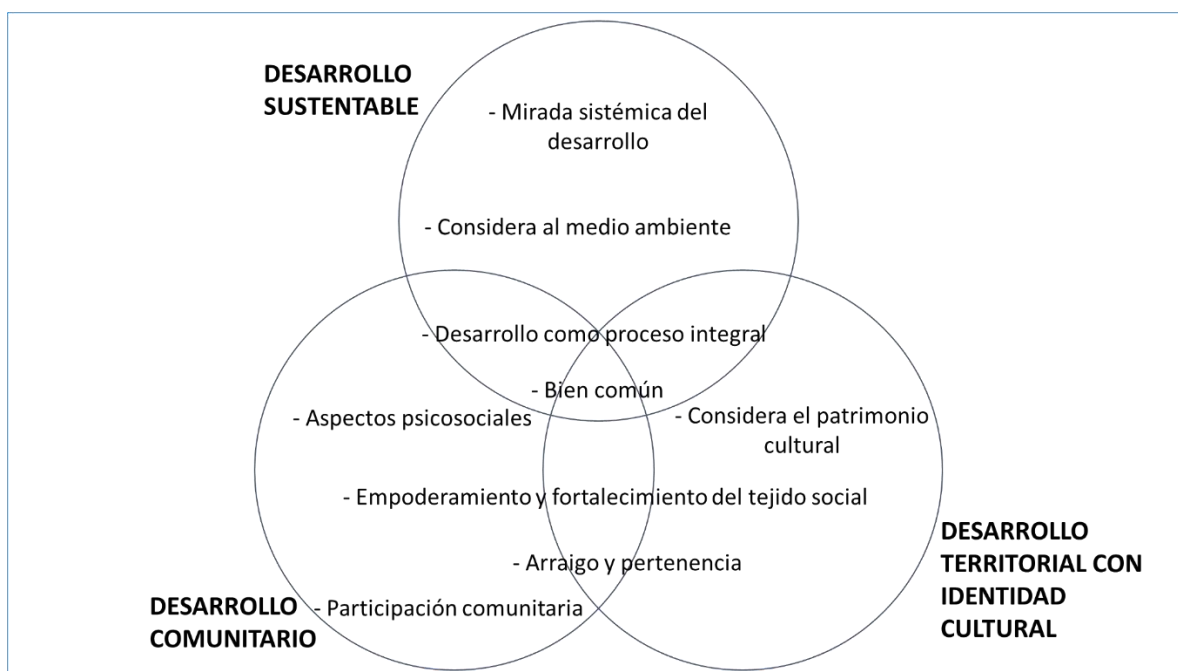 DESARROLLO
SUSTENTABLE
- Mirada sistémica del
desarrollo
- Considera al medio ambiente
- Desarrollo como proceso integral
- Bien común
- Aspectos psicosociales
- Considera el patrimonio
cultural
- Empoderamiento y fortalecimiento del tejido social
- Arraigo y pertenencia
- Participación comunitaria
DESARROLLO
COMUNITARIO
DESARROLLO
TERRITORIAL CON
IDENTIDAD
CULTURAL